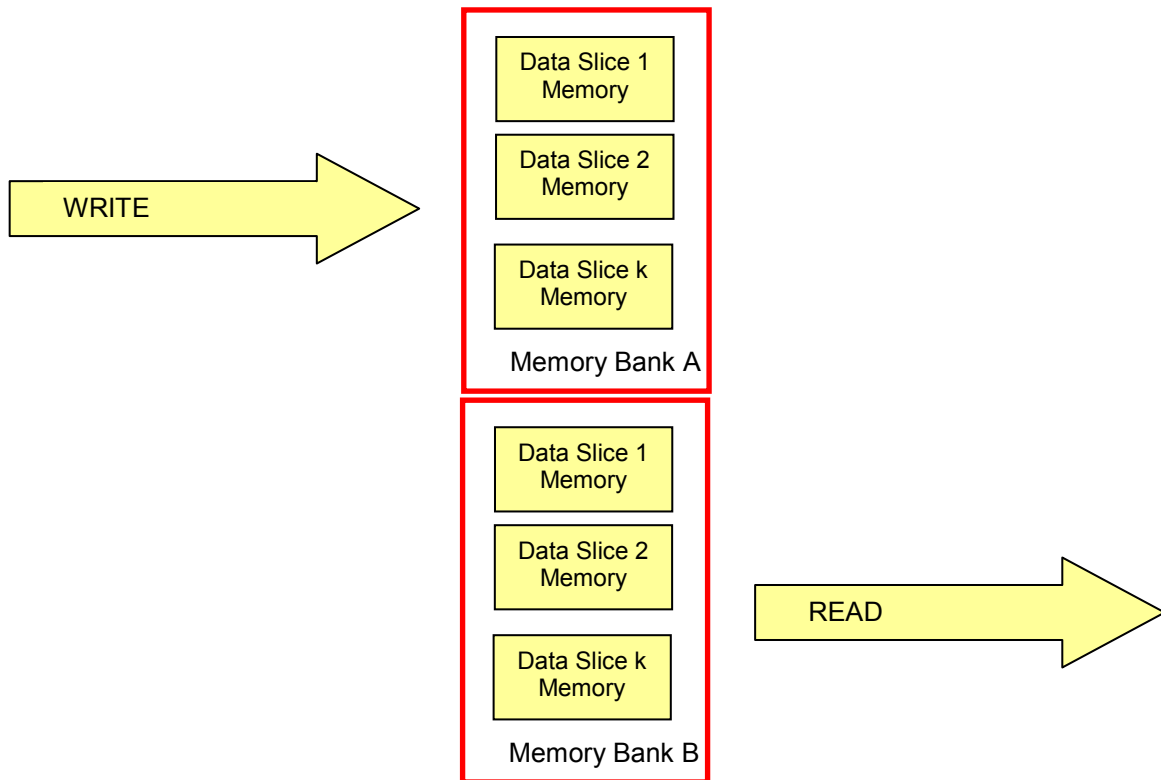 Data Slice 1
Memory
Data Slice 2
Memory
WRITE
Data Slice k
Memory
Memory Bank A
Data Slice 1
Memory
Data Slice 2
Memory
READ
Data Slice k
Memory
Memory Bank B